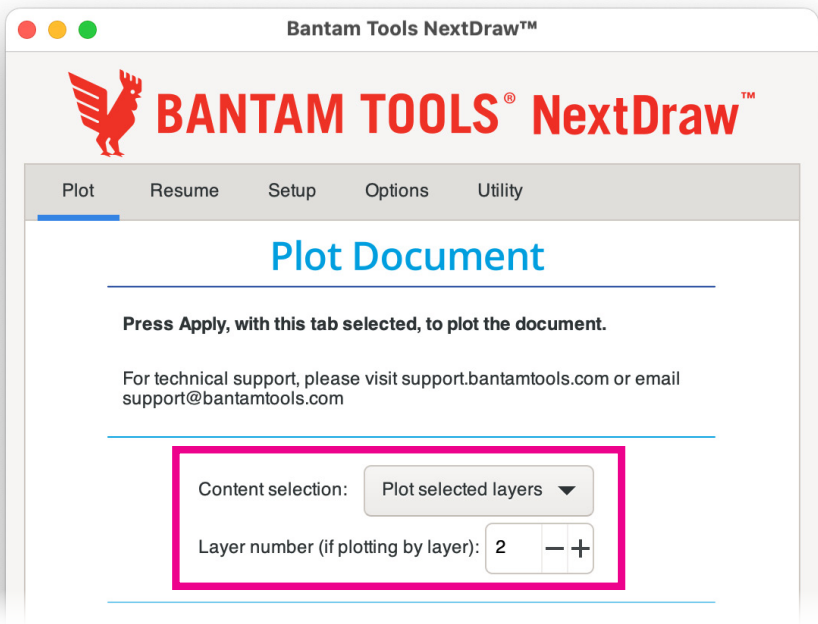 Bantam Tools NextDraw™
BANTAM TOOLS® NextDraw™
Plot Resume Setup Options Utility
Plot Document
Press Apply, with this tab selected, to plot the document.
For technical support, please visit support.bantamtools.com or email
support@bantamtools.com
Content selection: Plot selected layers
Layer number (if plotting by layer): 2